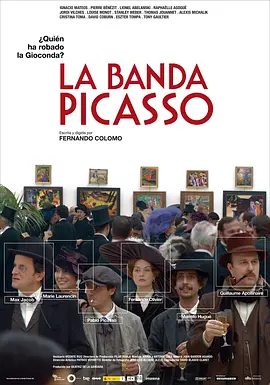 IGNACIO MATEOS . PIERRE BÉNÉZIT . LIONEL ABELANSKI . RAPHAËLLE AGOGUÉ
JORDI VILCHES . LOUISE MONOT . STANLEY WEBER . THOMAS JOUANNET . ALEXIS MICHALIK
CRISTINA TOMA . DAVID COBURN . ESZTER TOMPA . TONY GAULTIER
¿Quién
ha robado
la Gioconda?
LA BANDA
PICASSO
Escrita y dirigida por
FERNANDO COLOMO
Max Jacob
Marie Laurencin
Pablo Picasso
Fernande Olivier
Manolo Hugué
Guillaume Apollinaire